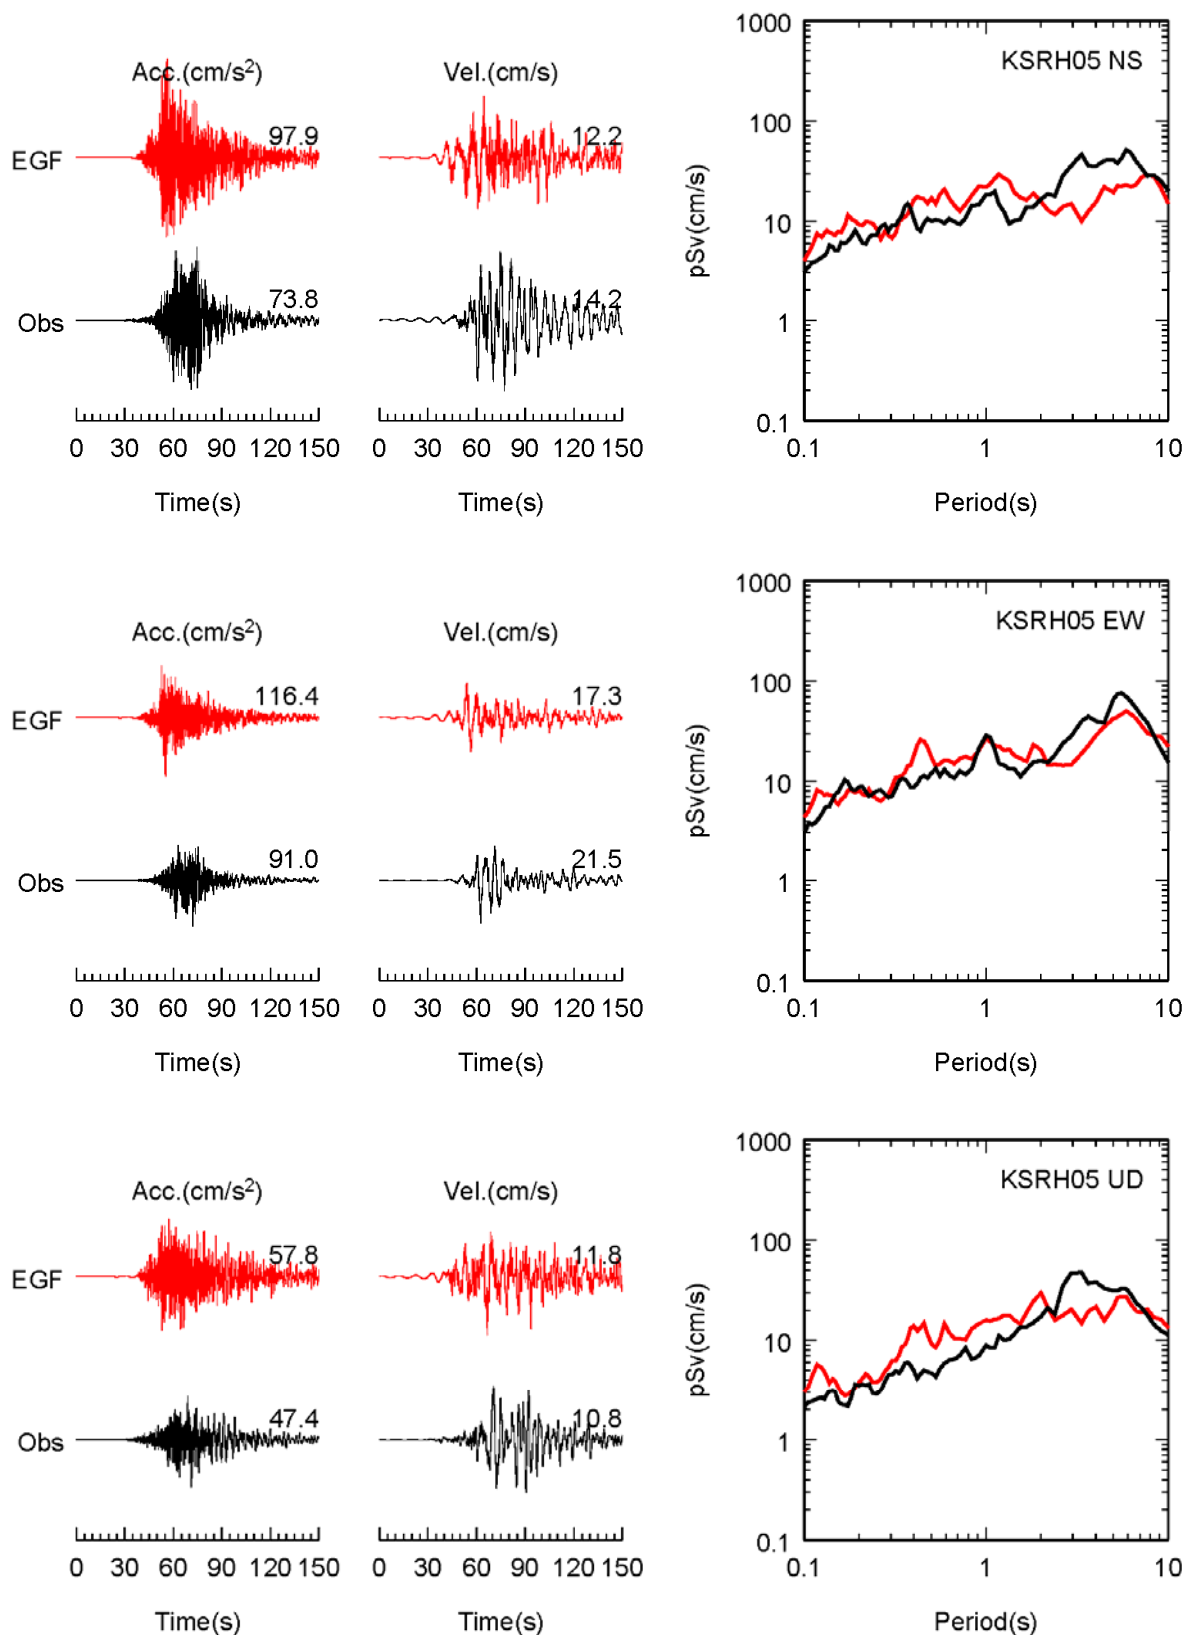 Acc.(cm/s²) Vel.(cm/s)
EGF 97.9 12.2
Obs 73.8 14.2
0 30 60 90 120 150 0 30 60 90 120 150
Time(s) Time(s)
KSRH05 NS
1000
100
10
1
0.1
pSv(cm/s)
0.1 1 10
Period(s)
Acc.(cm/s²) Vel.(cm/s)
EGF 116.4 17.3
Obs 91.0 21.5
0 30 60 90 120 150 0 30 60 90 120 150
Time(s) Time(s)
KSRH05 EW
1000
100
10
1
0.1
pSv(cm/s)
0.1 1 10
Period(s)
Acc.(cm/s²) Vel.(cm/s)
EGF 57.8 11.8
Obs 47.4 10.8
0 30 60 90 120 150 0 30 60 90 120 150
Time(s) Time(s)
KSRH05 UD
1000
100
10
1
0.1
pSv(cm/s)
0.1 1 10
Period(s)